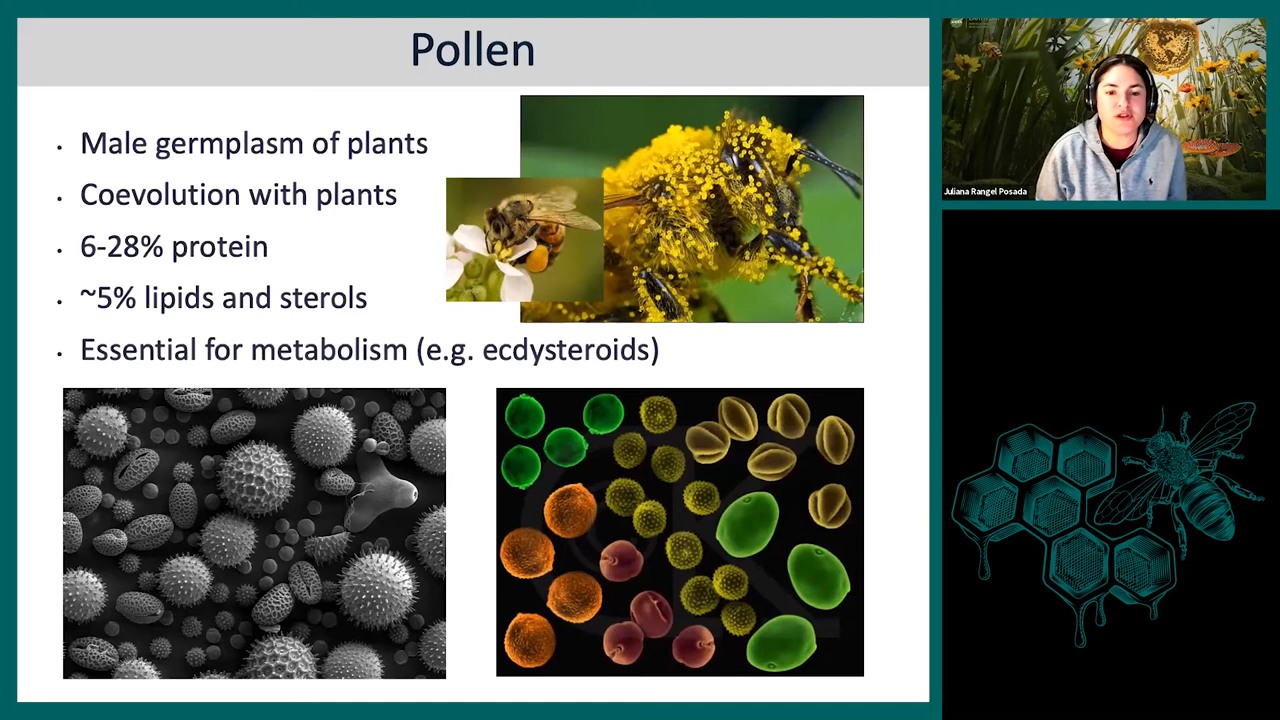 Pollen
· Male germplasm of plants
· Coevolution with plants
· 6-28% protein
· ~5% lipids and sterols
· Essential for metabolism (e.g. ecdysteroids)
Juliana Rangel Posada